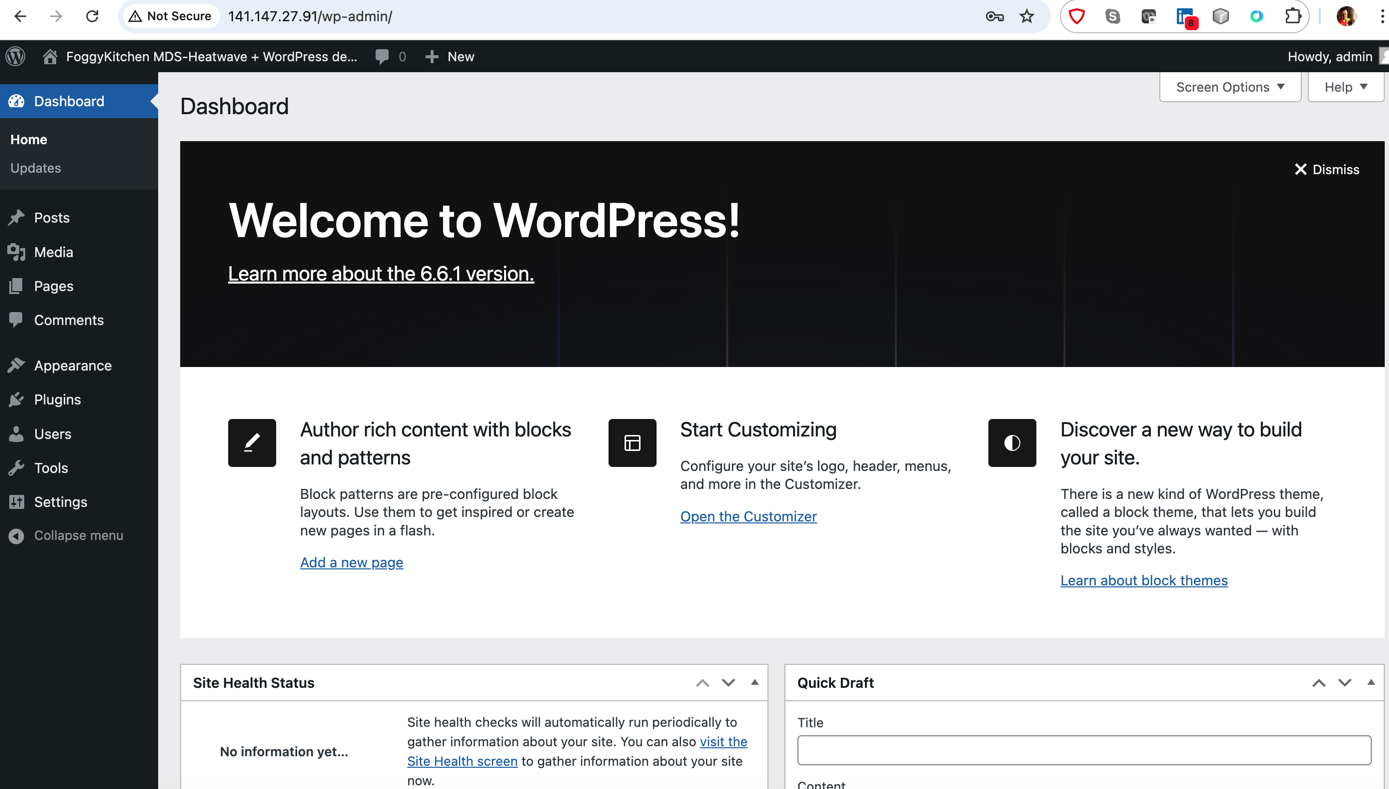 Not Secure 141.147.27.91/wp-admin/
8
FoggyKitchen MDS-Heatwave + WordPress de... 0 New Howdy, admin
Screen Options Help
Dashboard
Home
Updates
Posts
Media
Pages
Comments
Appearance
Plugins
Users
Tools
Settings
Collapse menu
Dashboard
Dismiss
Welcome to WordPress!
Learn more about the 6.6.1 version.
Author rich content with blocks
and patterns
Block patterns are pre-configured block
layouts. Use them to get inspired or create
new pages in a flash.
Add a new page
Start Customizing
Configure your site’s logo, header, menus,
and more in the Customizer.
Open the Customizer
Discover a new way to build
your site.
There is a new kind of WordPress theme,
called a block theme, that lets you build
the site you’ve always wanted — with
blocks and styles.
Learn about block themes
Site Health Status
No information yet...
Site health checks will automatically run periodically to
gather information about your site. You can also visit the
Site Health screen to gather information about your site
now.
Quick Draft
Title
Content